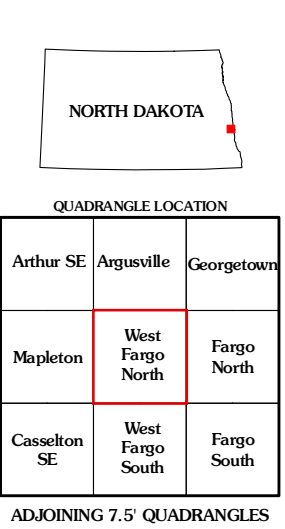 NORTH DAKOTA
QUADRANGLE LOCATION
Arthur SE
Argusville
Georgetown
Mapleton
West
Fargo
North
Fargo
North
Casselton
SE
West
Fargo
South
Fargo
South
ADJOINING 7.5' QUADRANGLES